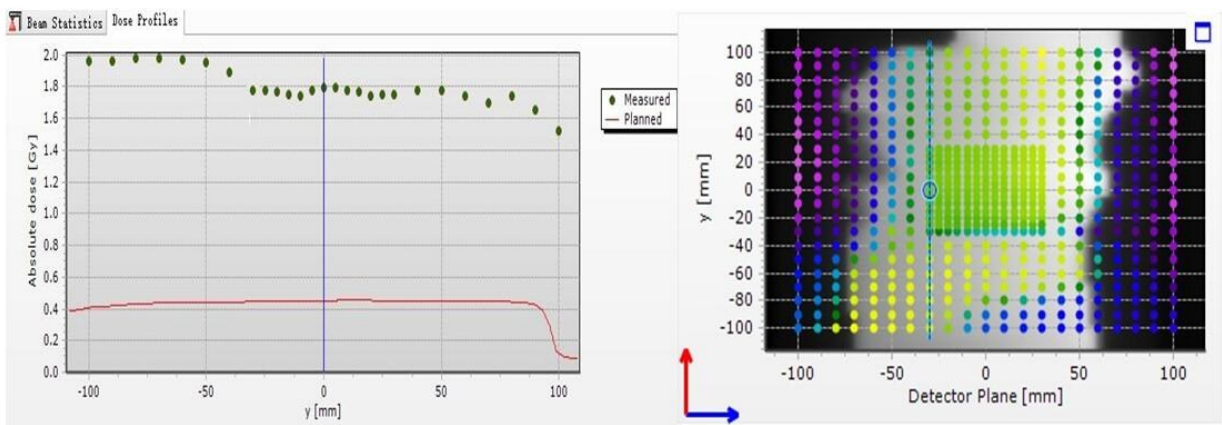 Beam Statistics Dose Profiles
2.0
1.8
1.6
1.4
1.2
1.0
0.8
0.6
0.4
0.2
0.0
Absolute dose [Gy]
-100 -50 0 50 100
y [mm]
Measured
Planned
100
80
60
40
20
0
-20
-40
-60
-80
-100
y [mm]
-100 -50 0 50 100
Detector Plane [mm]